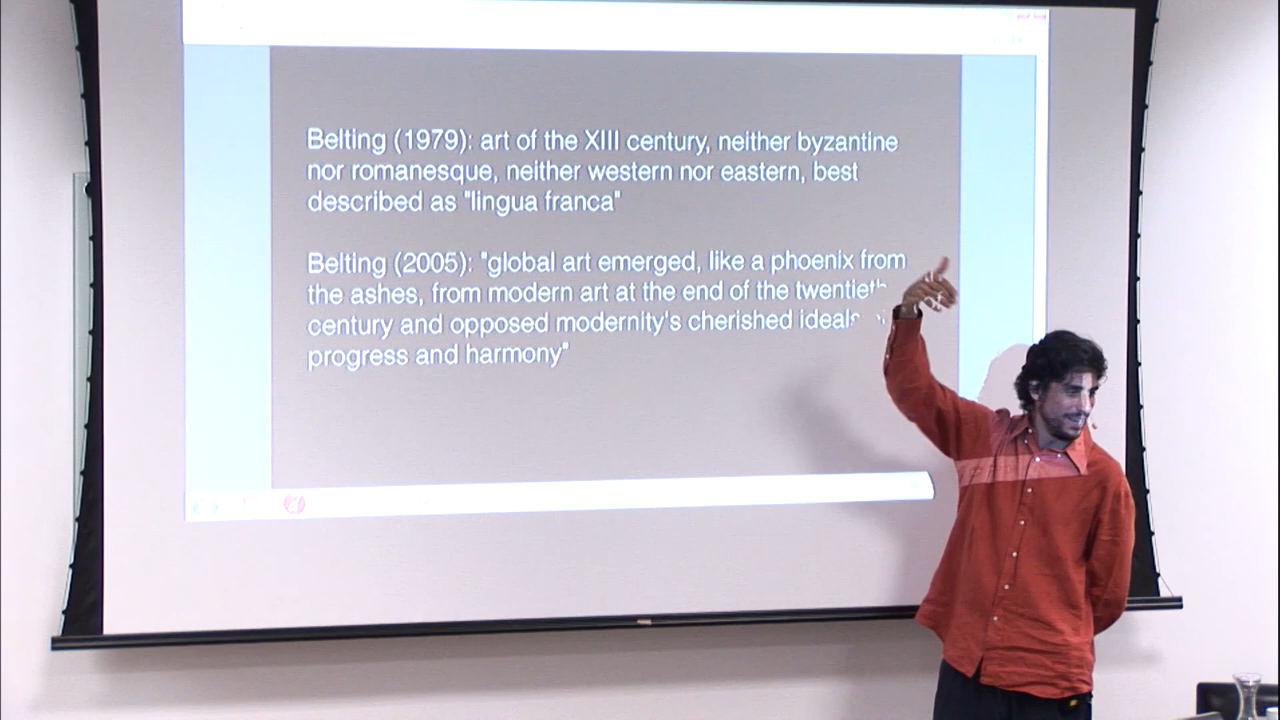 Belting (1979): art of the XIII century, neither byzantine
nor romanesque, neither western nor eastern, best
described as "lingua franca"
Belting (2005): "global art emerged, like a phoenix from
the ashes, from modern art at the end of the twentieth
century and opposed modernity's cherished ideals
progress and harmony"